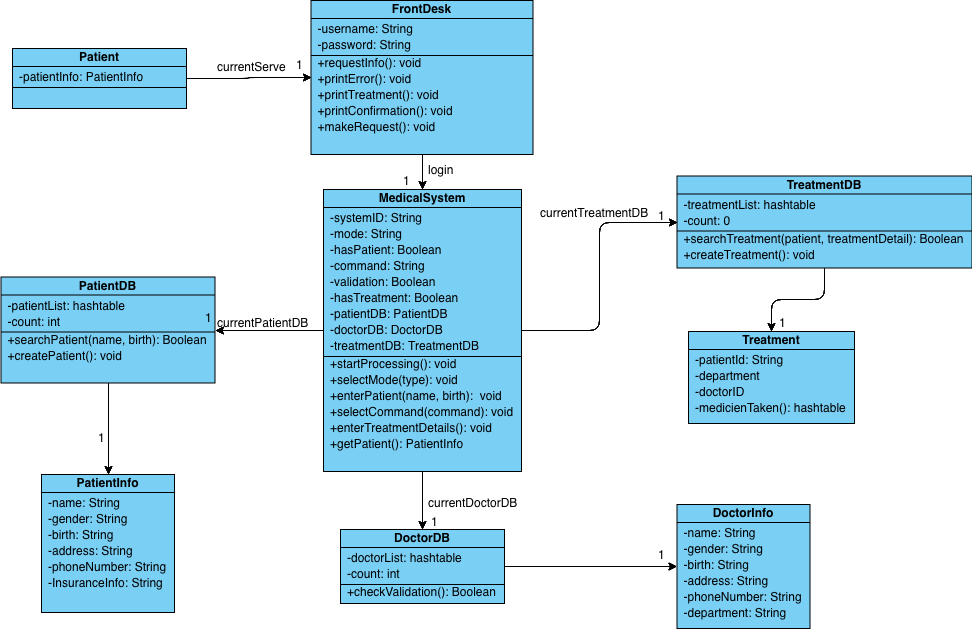 FrontDesk
-username: String
-password: String
+requestInfo(): void
+printError(): void
+printTreatment(): void
+printConfirmation(): void
+makeRequest(): void
Patient
-patientInfo: PatientInfo
currentServe
1
login
1
MedicalSystem
-systemID: String
-mode: String
-hasPatient: Boolean
-command: String
-validation: Boolean
-hasTreatment: Boolean
-patientDB: PatientDB
-doctorDB: DoctorDB
-treatmentDB: TreatmentDB
+startProcessing(): void
+selectMode(type): void
+enterPatient(name, birth):  void
+selectCommand(command): void
+enterTreatmentDetails(): void
+getPatient(): PatientInfo
currentTreatmentDB
1
TreatmentDB
-treatmentList: hashtable
-count: 0
+searchTreatment(patient, treatmentDetail): Boolean
+createTreatment(): void
1
Treatment
-patientId: String
-department
-doctorID
-medicienTaken(): hashtable
PatientDB
-patientList: hashtable
-count: int
+searchPatient(name, birth): Boolean
+createPatient(): void
1
currentPatientDB
1
PatientInfo
-name: String
-gender: String
-birth: String
-address: String
-phoneNumber: String
-InsuranceInfo: String
currentDoctorDB
1
DoctorDB
-doctorList: hashtable
-count: int
+checkValidation(): Boolean
1
DoctorInfo
-name: String
-gender: String
-birth: String
-address: String
-phoneNumber: String
-department: String